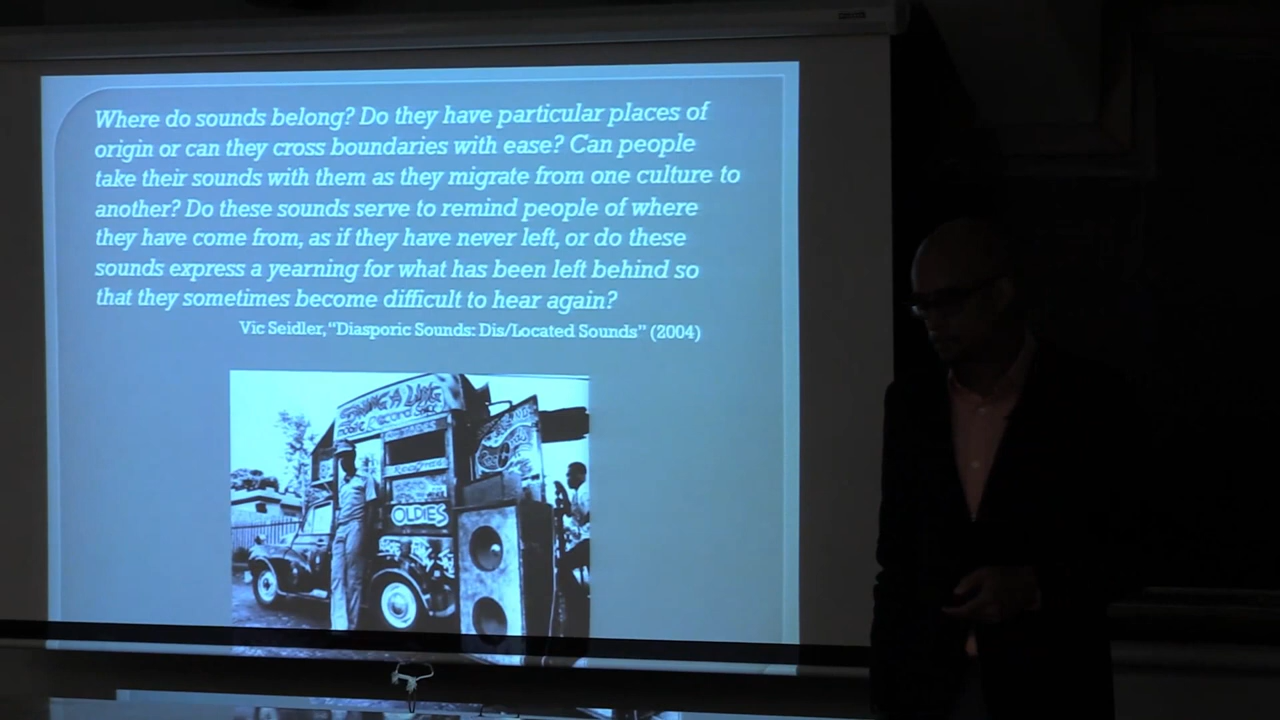 Where do sounds belong? Do they have particular places of
origin or can they cross boundaries with ease? Can people
take their sounds with them as they migrate from one culture to
another? Do these sounds serve to remind people of where
they have come from, as if they have never left, or do these
sounds express a yearning for what has been left behind so
that they sometimes become difficult to hear again?
Vic Seidler, "Diasporic Sounds: Dis/Located Sounds" (2004)
A LING
mobile Record
OLDIES